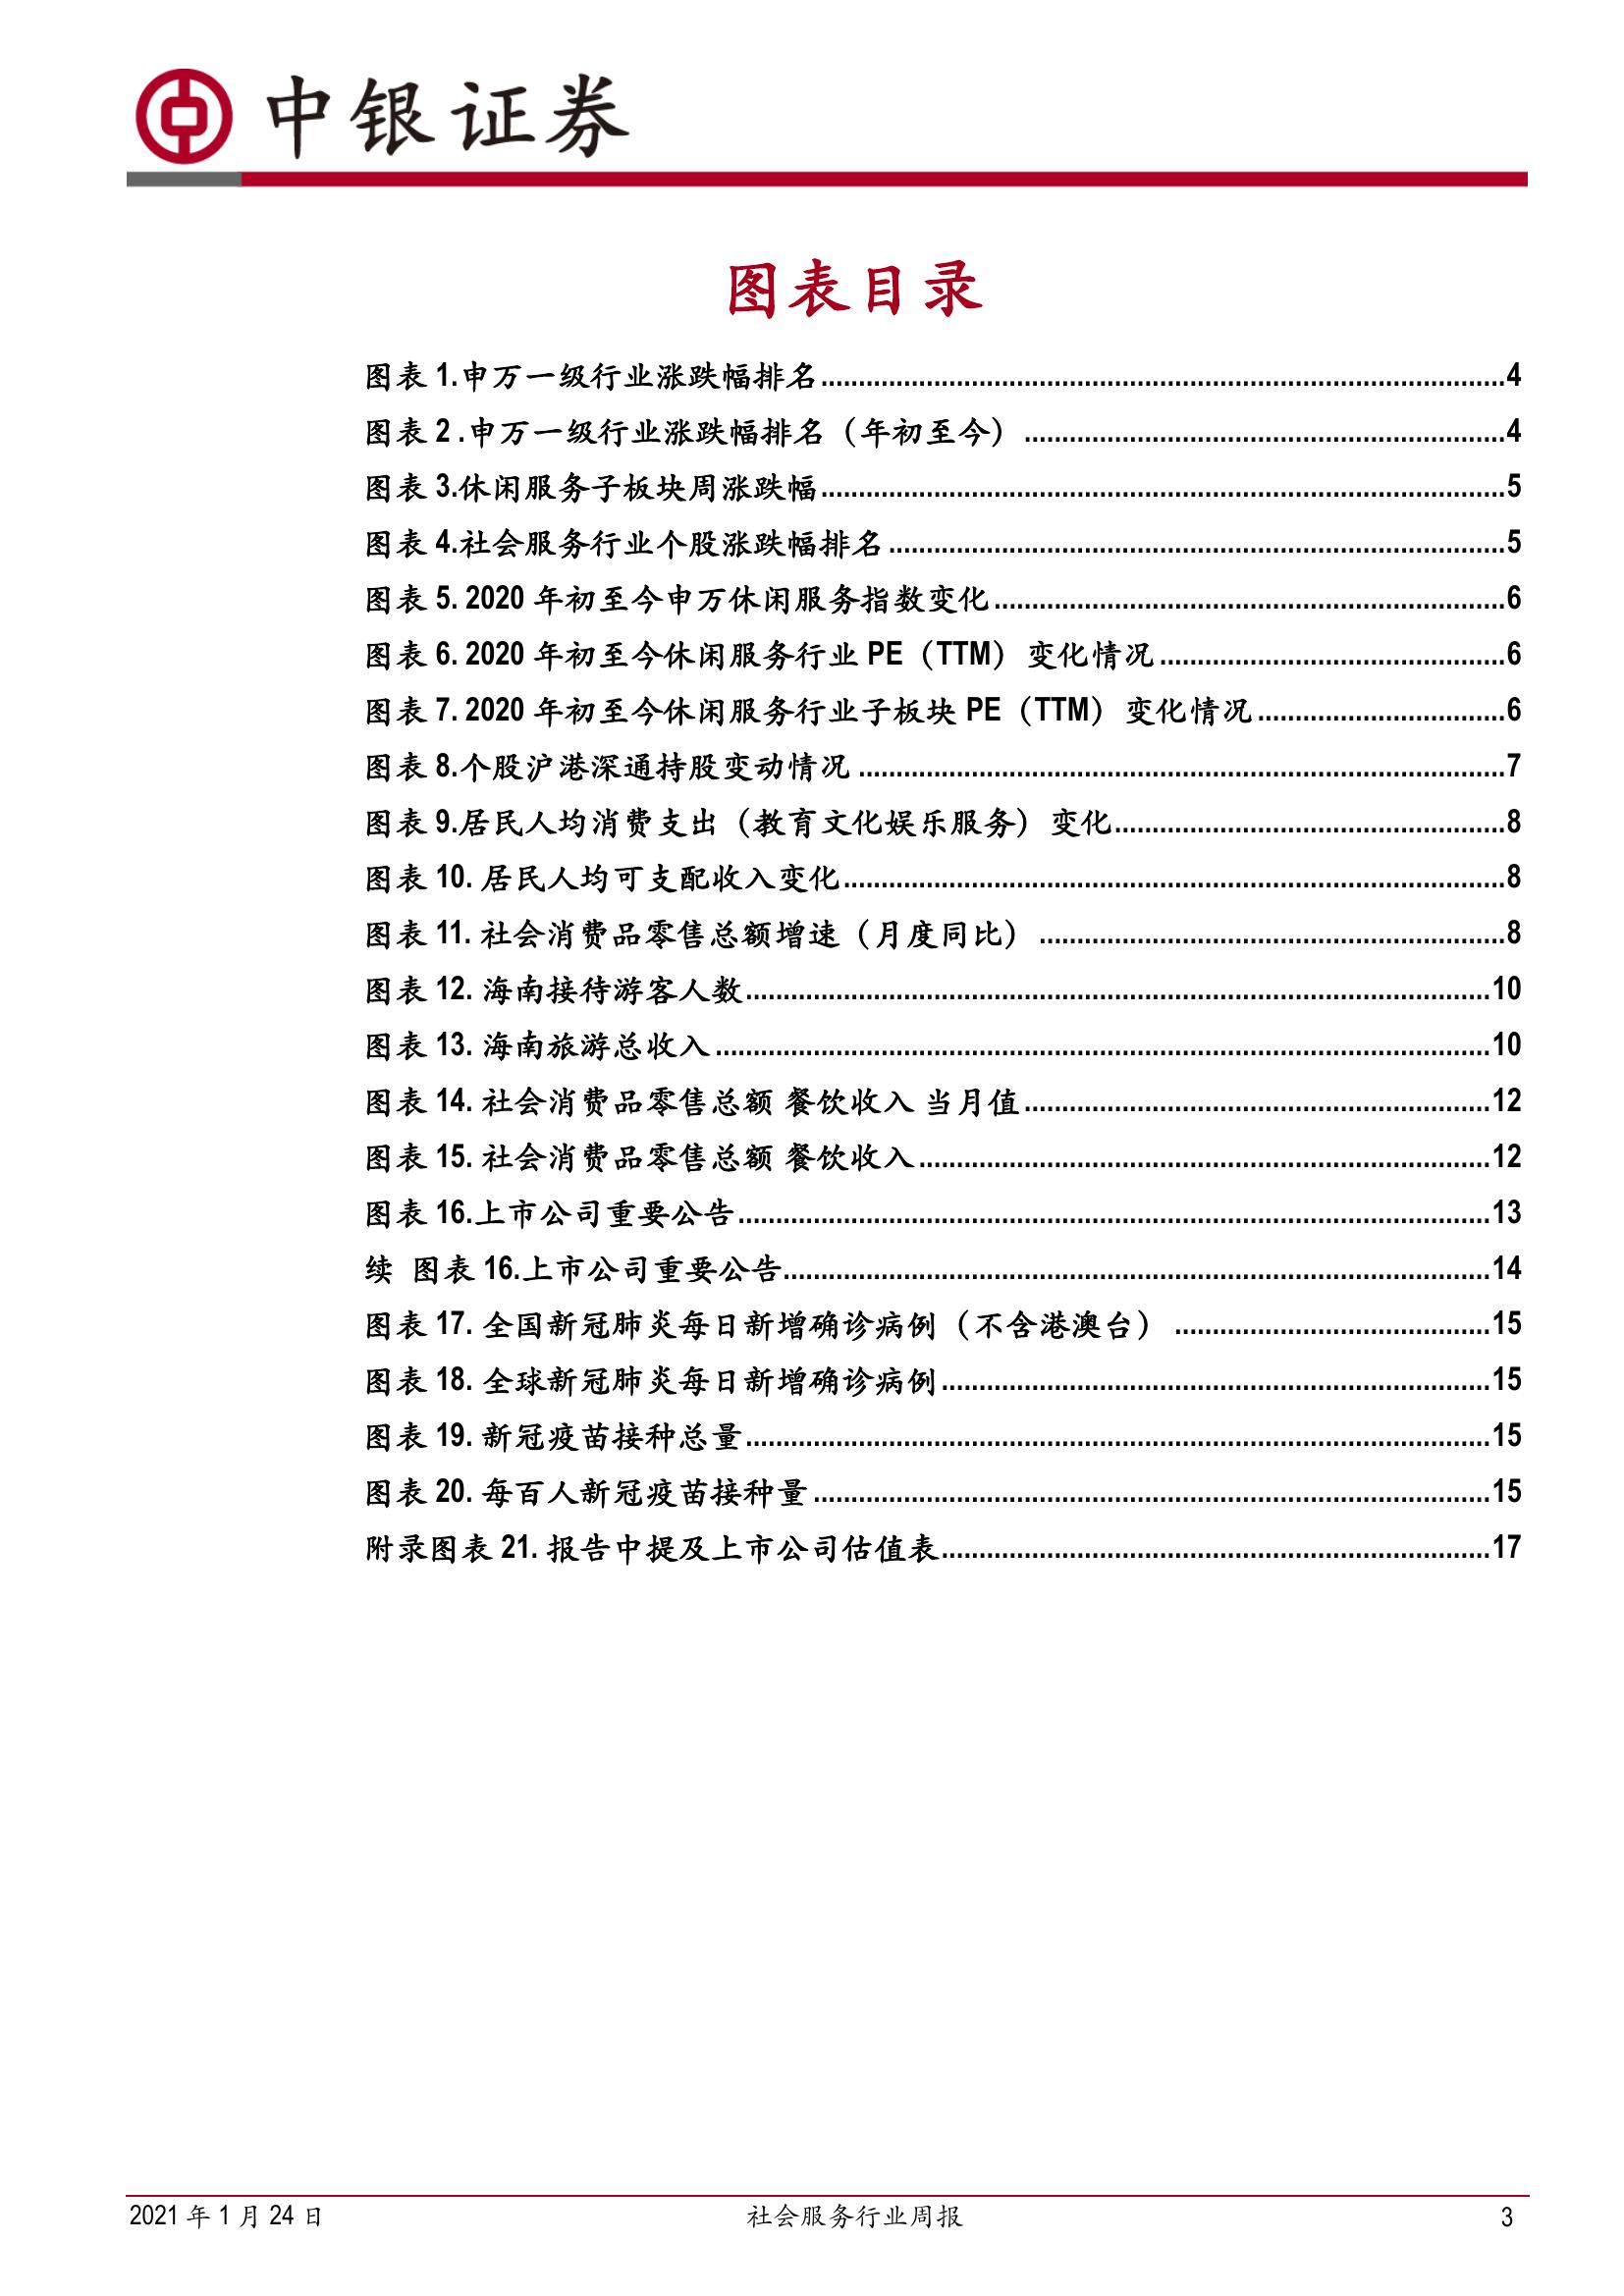 中银证券
图表目录
图表 1.申万一级行业涨跌幅排名...........................................................................................4
图表 2 .申万一级行业涨跌幅排名（年初至今）................................................................4
图表 3.休闲服务子板块周涨跌幅...........................................................................................5
图表 4.社会服务行业个股涨跌幅排名..................................................................................5
图表 5. 2020 年初至今申万休闲服务指数变化....................................................................6
图表 6. 2020 年初至今休闲服务行业 PE（TTM）变化情况..............................................6
图表 7. 2020 年初至今休闲服务行业子板块 PE（TTM）变化情况.................................6
图表 8.个股沪港深通持股变动情况......................................................................................7
图表 9.居民人均消费支出（教育文化娱乐服务）变化....................................................8
图表 10. 居民人均可支配收入变化........................................................................................8
图表 11. 社会消费品零售总额增速（月度同比）..............................................................8
图表 12. 海南接待游客人数...................................................................................................10
图表 13. 海南旅游总收入.......................................................................................................10
图表 14. 社会消费品零售总额 餐饮收入 当月值..............................................................12
图表 15. 社会消费品零售总额 餐饮收入............................................................................12
图表 16.上市公司重要公告....................................................................................................13
续 图表 16.上市公司重要公告..............................................................................................14
图表 17. 全国新冠肺炎每日新增确诊病例（不含港澳台）..........................................15
图表 18. 全球新冠肺炎每日新增确诊病例.........................................................................15
图表 19. 新冠疫苗接种总量...................................................................................................15
图表 20. 每百人新冠疫苗接种量..........................................................................................15
附录图表 21. 报告中提及上市公司估值表.........................................................................17
2021 年 1 月 24 日 社会服务行业周报 3